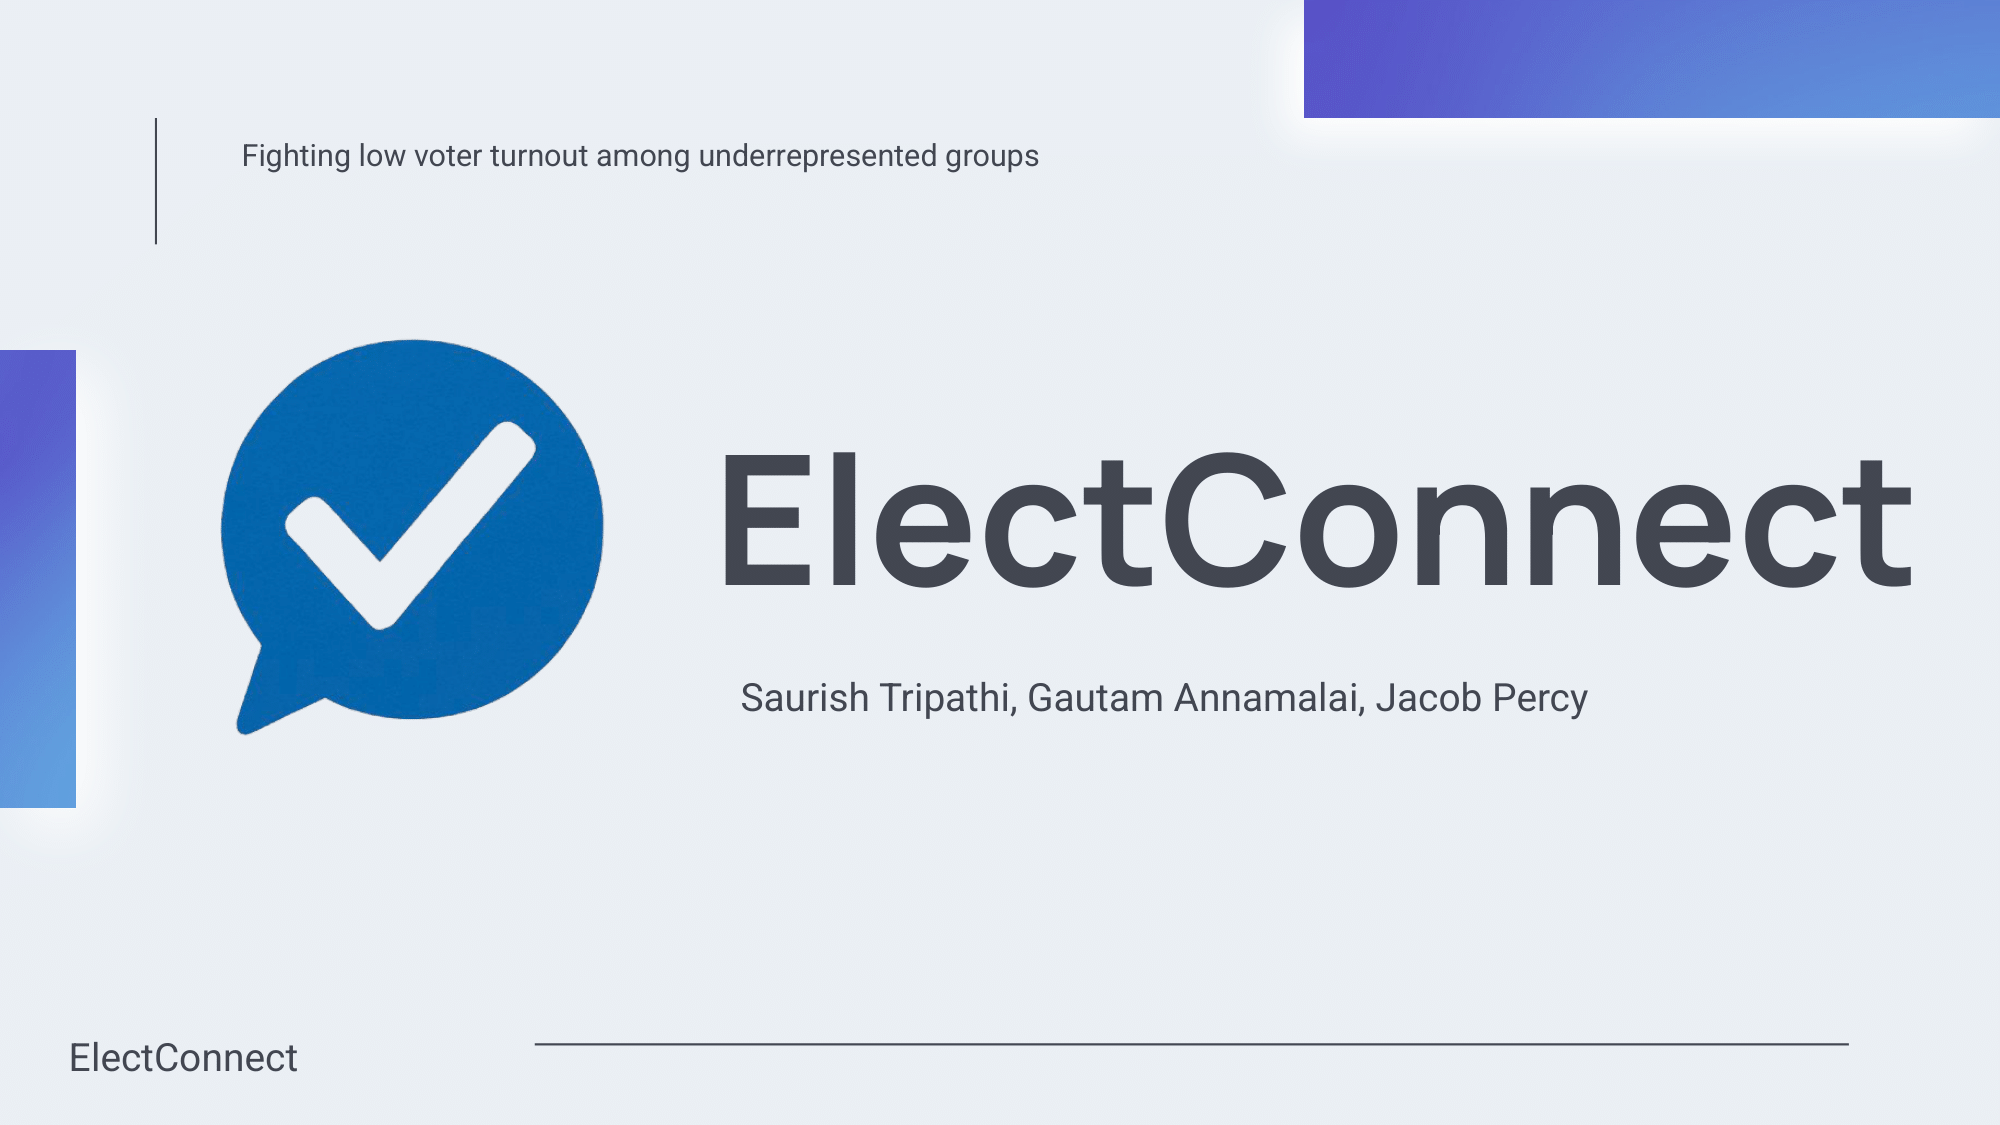 Fighting low voter turnout among underrepresented groups
ElectConnect
Saurish Tripathi, Gautam Annamalai, Jacob Percy
ElectConnect